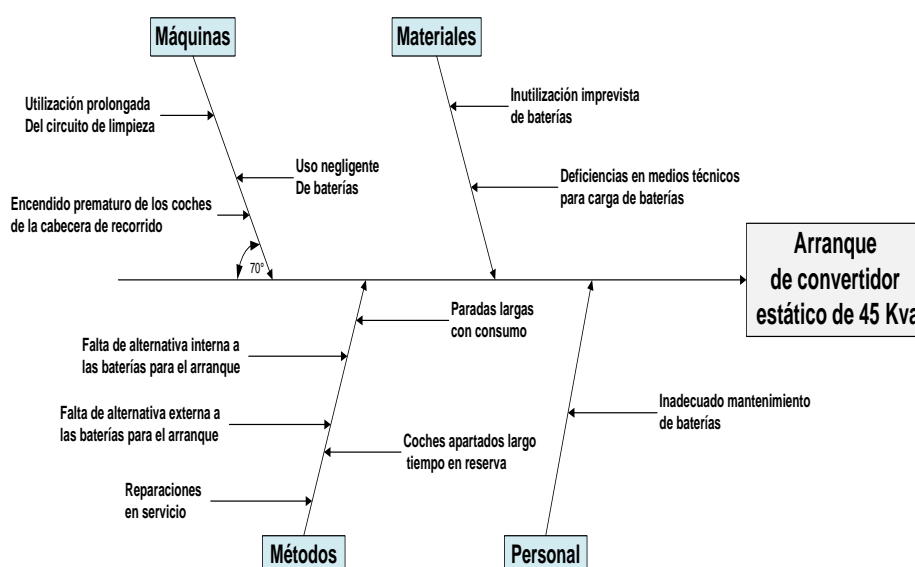 Máquinas
Materiales
Utilización prolongada
Del circuito de limpieza
Inutilización imprevista
de baterías
Uso negligente
De baterías
Deficiencias en medios técnicos
para carga de baterías
Encendido prematuro de los coches
de la cabecera de recorrido
70°
Arranque
de convertidor
estático de 45 Kva
Paradas largas
con consumo
Falta de alternativa interna a
las baterías para el arranque
Falta de alternativa externa a
las baterías para el arranque
Inadecuado mantenimiento
de baterías
Coches apartados largo
tiempo en reserva
Reparaciones
en servicio
Métodos
Personal